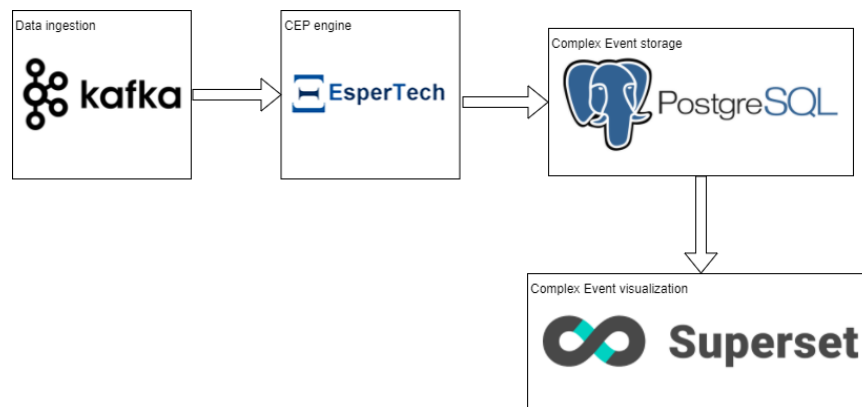 Data ingestion
kafka
CEP engine
EsperTech
Complex Event storage
PostgreSQL
Complex Event visualization
Superset